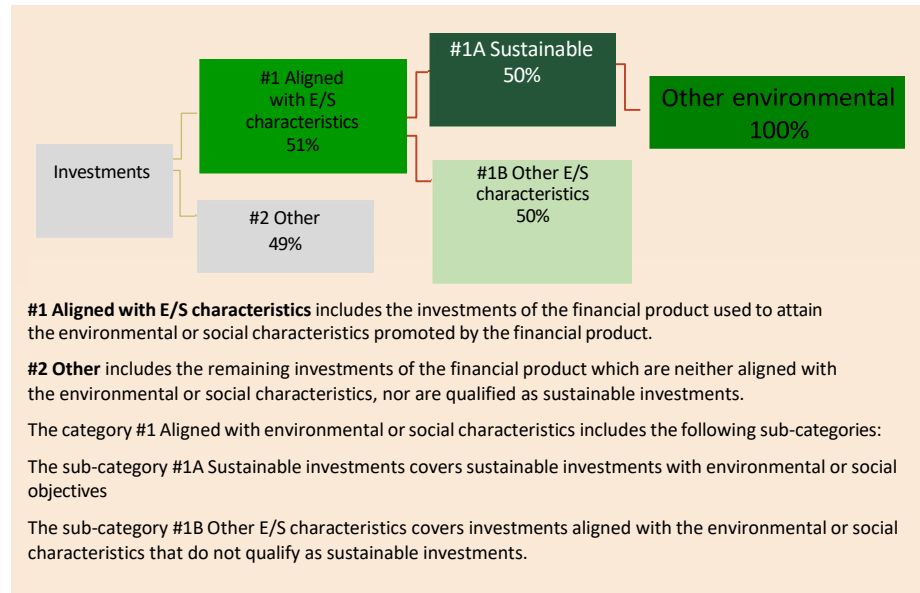 #1A Sustainable
50%
#1 Aligned
with E/S
characteristics
51%
Other environmental
100%
Investments
#1B Other E/S
characteristics
50%
#2 Other
49%
#1 Aligned with E/S characteristics includes the investments of the financial product used to attain
the environmental or social characteristics promoted by the financial product.
#2 Other includes the remaining investments of the financial product which are neither aligned with
the environmental or social characteristics, nor are qualified as sustainable investments.
The category #1 Aligned with environmental or social characteristics includes the following sub-categories:
The sub-category #1A Sustainable investments covers sustainable investments with environmental or social
objectives
The sub-category #1B Other E/S characteristics covers investments aligned with the environmental or social
characteristics that do not qualify as sustainable investments.